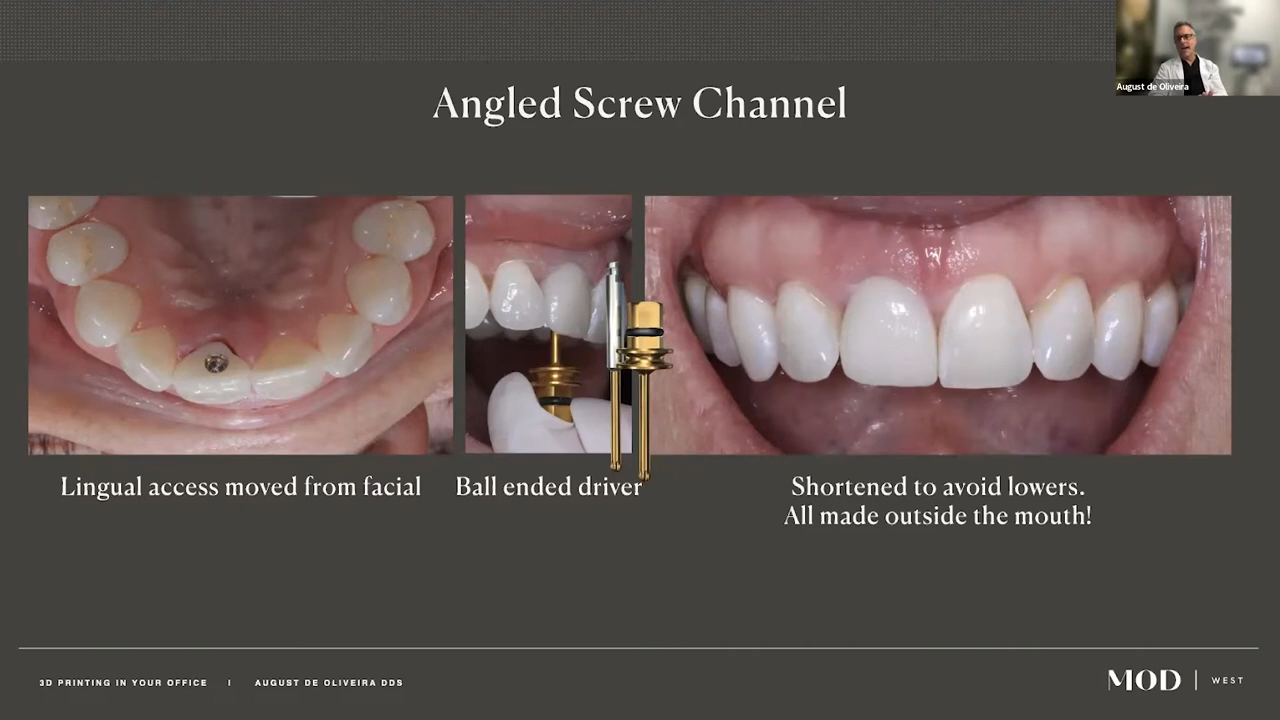 August de Oliveira
Angled Screw Channel
Lingual access moved from facial
Ball ended driver
Shortened to avoid lowers.
All made outside the mouth!
3D PRINTING IN YOUR OFFICE | AUGUST DE OLIVEIRA DDS
MOD | WEST